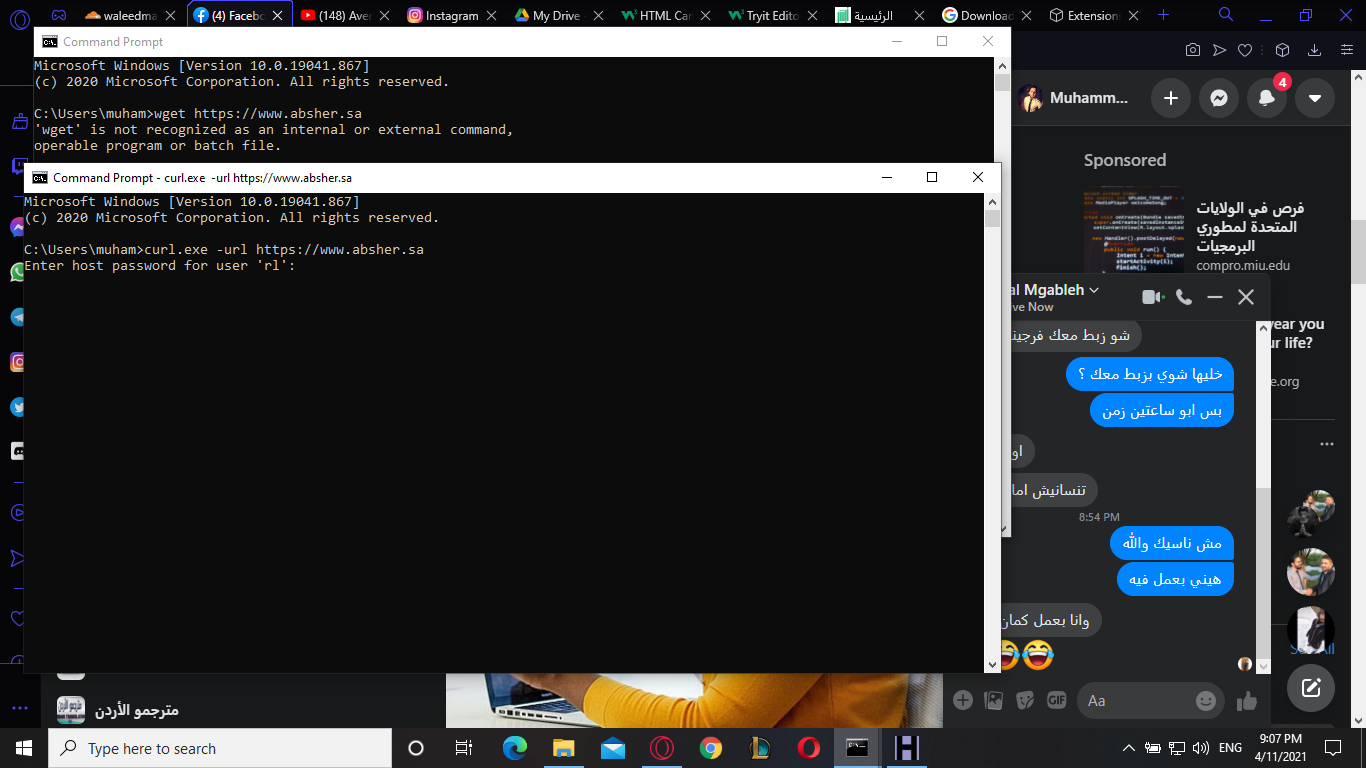 waleedma
(4) Facebo
(148) Aver
Instagram
My Drive
HTML Car
Tryit Edito
الرئيسية
Download
Extension
Command Prompt
Microsoft Windows [Version 10.0.19041.867]
(c) 2020 Microsoft Corporation. All rights reserved.
C:\Users\muham>wget https://www.absher.sa
'wget' is not recognized as an internal or external command,
operable program or batch file.
Command Prompt - curl.exe -url https://www.absher.sa
Microsoft Windows [Version 10.0.19041.867]
(c) 2020 Microsoft Corporation. All rights reserved.
C:\Users\muham>curl.exe -url https://www.absher.sa
Enter host password for user 'rl':
Muhamm...
4
Sponsored
فرص في الولايات
المتحدة لمطوري
البرمجيات
compro.miu.edu
year you
ur life?
e.org
al Mgableh
ive Now
شو زبط معك فرجينا
خليها شوي بزبط معك ؟
بس ابو ساعتين زمن
او
تنسانيش اما
8:54 PM
مش ناسيك والله
هيني بعمل فيه
وانا بعمل كمان
😂
See All
مترجمو الأردن
GIF
Aa
Type here to search
ENG
9:07 PM
4/11/2021